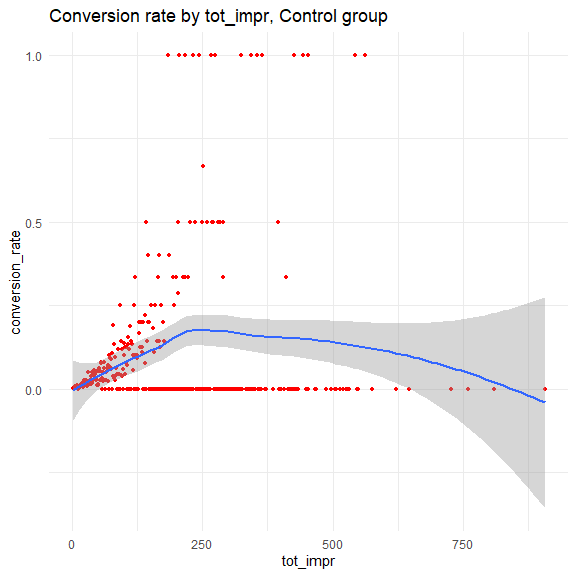 Conversion rate by tot_impr, Control group
conversion_rate
1.0
0.5
0.0
0
250
500
750
tot_impr